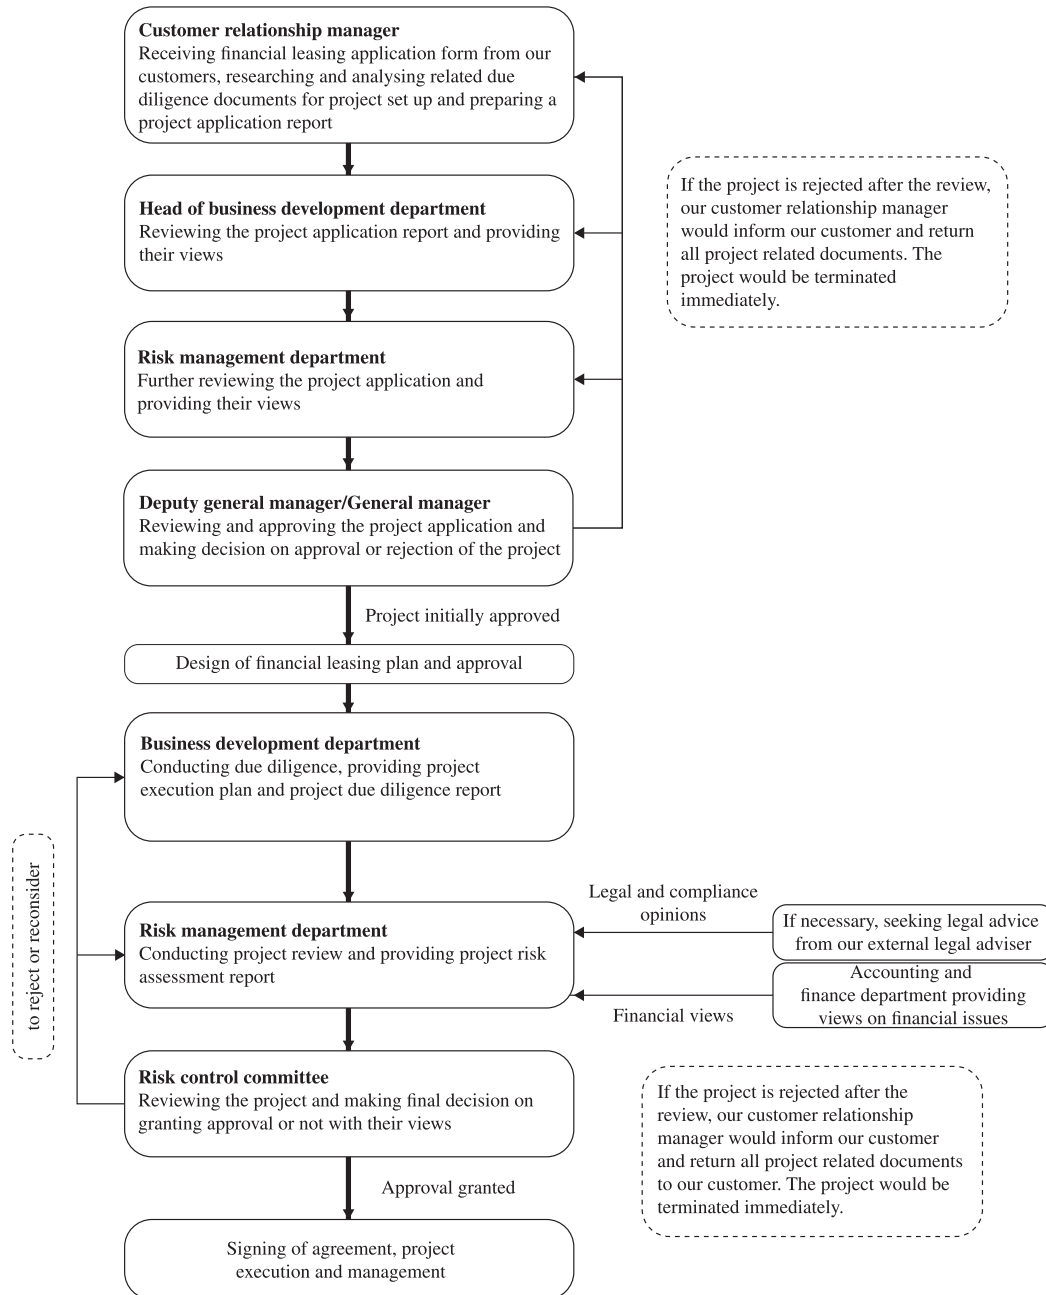 Customer relationship manager
Receiving financial leasing application form from our
customers, researching and analysing related due
diligence documents for project set up and preparing a
project application report
If the project is rejected after the review,
our customer relationship manager
would inform our customer and return
all project related documents. The
project would be terminated
immediately.
Head of business development department
Reviewing the project application report and providing
their views
Risk management department
Further reviewing the project application and
providing their views
Deputy general manager/General manager
Reviewing and approving the project application and
making decision on approval or rejection of the project
Project initially approved
Design of financial leasing plan and approval
Business development department
Conducting due diligence, providing project
execution plan and project due diligence report
to reject or reconsider
Risk management department
Conducting project review and providing project risk
assessment report
Legal and compliance
opinions
If necessary, seeking legal advice
from our external legal adviser
Financial views
Accounting and
finance department providing
views on financial issues
Risk control committee
Reviewing the project and making final decision on
granting approval or not with their views
If the project is rejected after the
review, our customer relationship
manager would inform our customer
and return all project related documents
to our customer. The project would be
terminated immediately.
Approval granted
Signing of agreement, project
execution and management